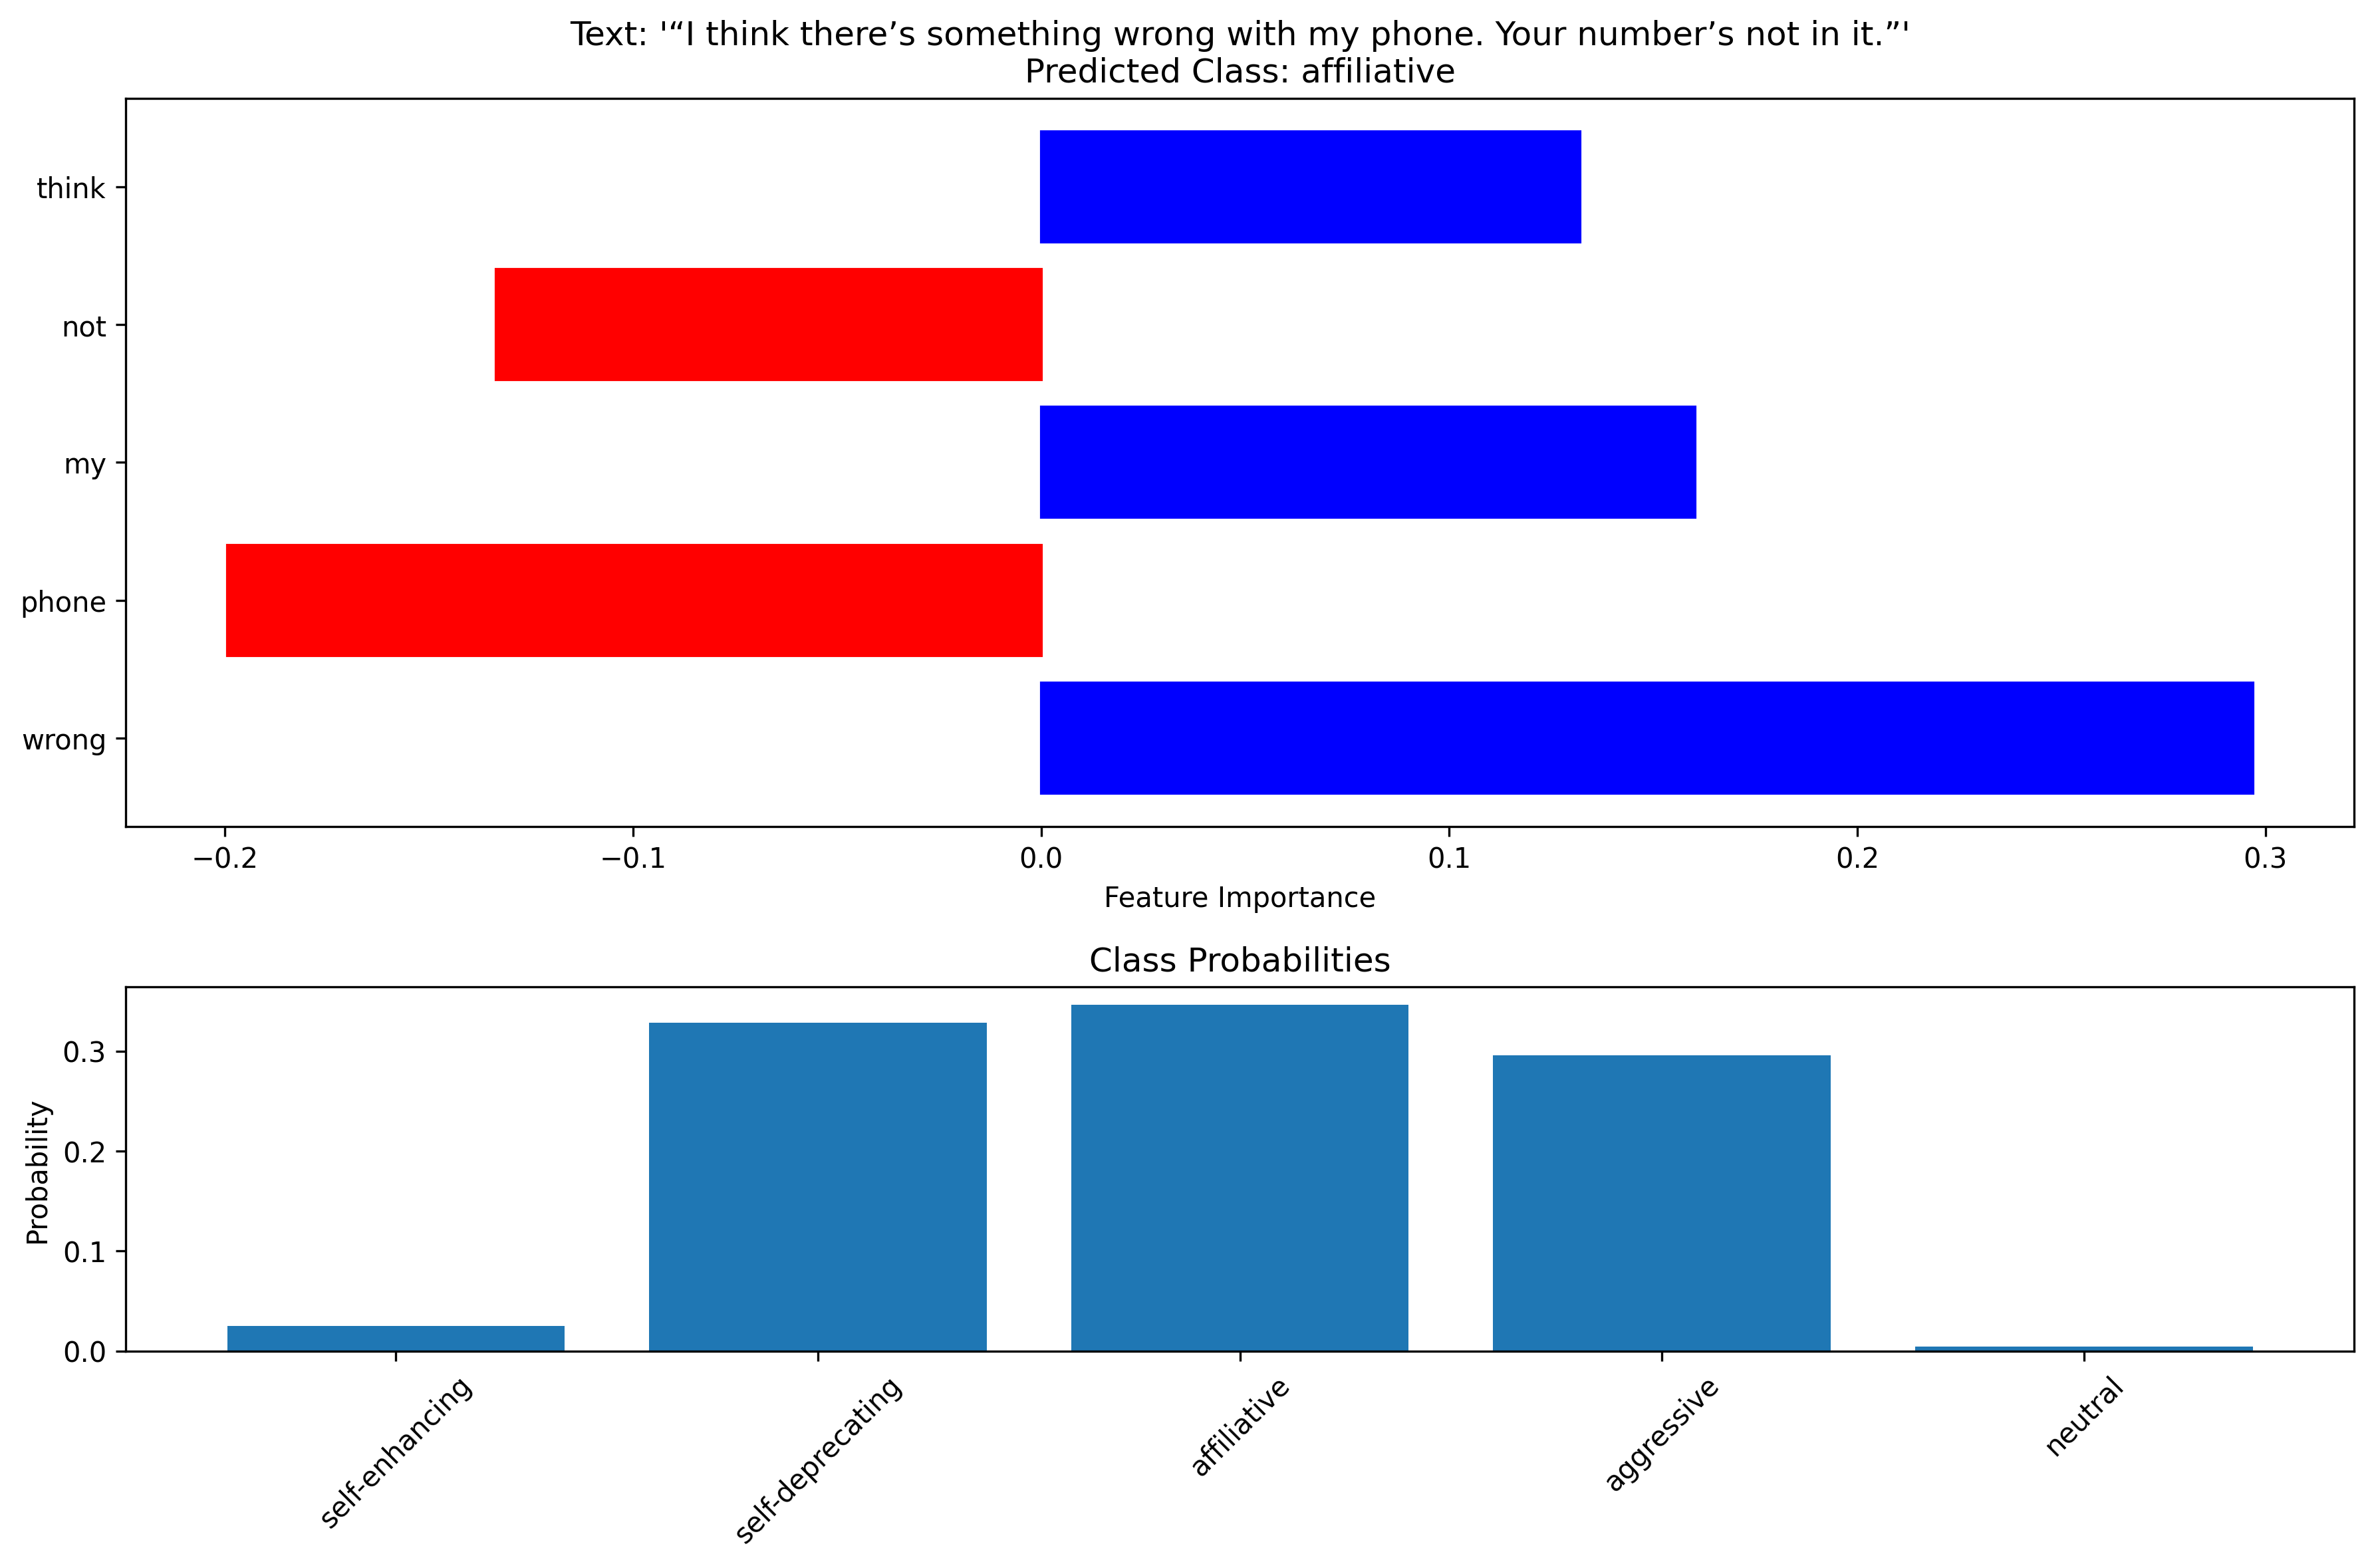 Text: '“I think there’s something wrong with my phone. Your number’s not in it.”'
Predicted Class: affiliative
think
not
my
phone
wrong
−0.2
−0.1
0.0
0.1
0.2
0.3
Feature Importance
Class Probabilities
Probability
0.3
0.2
0.1
0.0
self-enhancing
self-deprecating
affiliative
aggressive
neutral